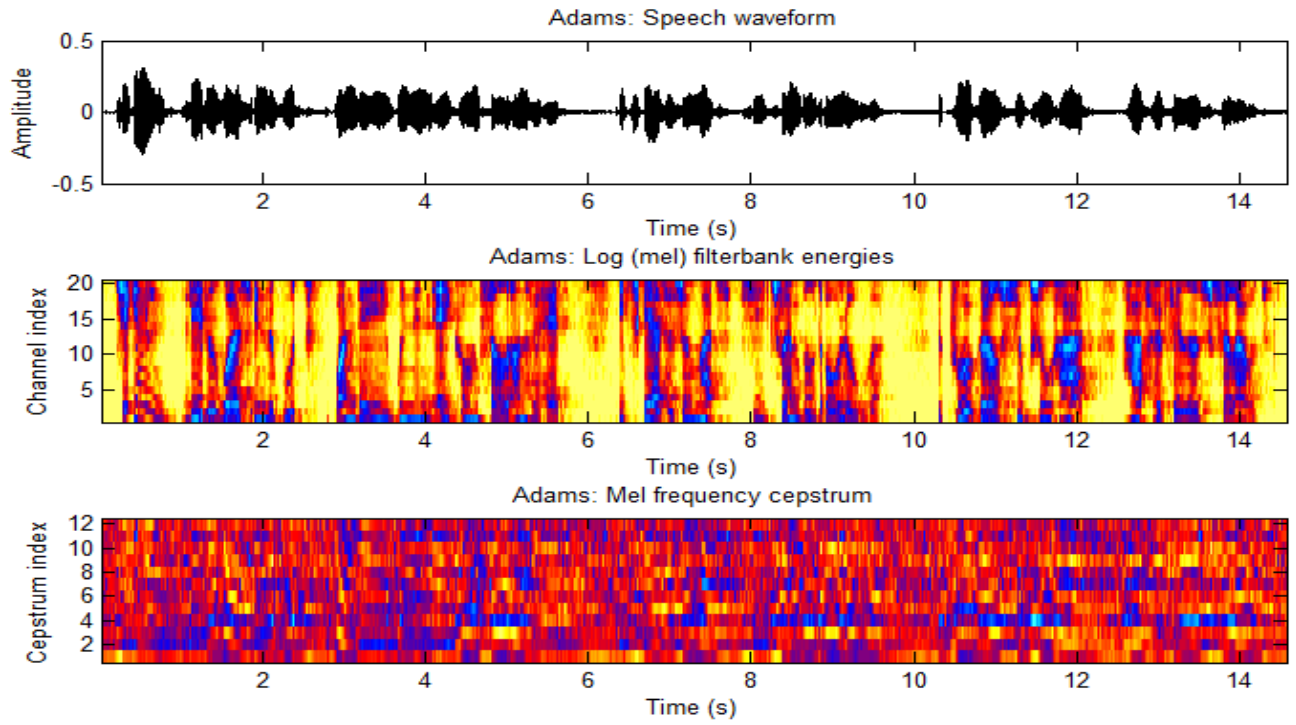 Adams: Speech waveform
0.5
0
-0.5
Amplitude
2 4 6 8 10 12 14
Time (s)
Adams: Log (mel) filterbank energies
20
15
10
5
Channel index
2 4 6 8 10 12 14
Time (s)
Adams: Mel frequency cepstrum
12
10
8
6
4
2
Cepstrum index
2 4 6 8 10 12 14
Time (s)